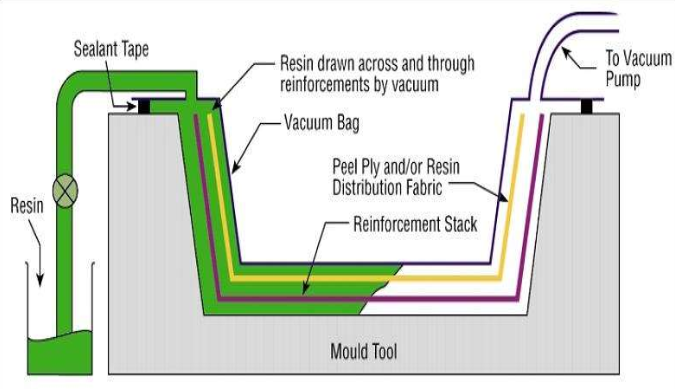 Sealant Tape
Resin drawn across and through
reinforcements by vacuum
To Vacuum
Pump
Vacuum Bag
Peel Ply and/or Resin
Distribution Fabric
Resin
Reinforcement Stack
Mould Tool